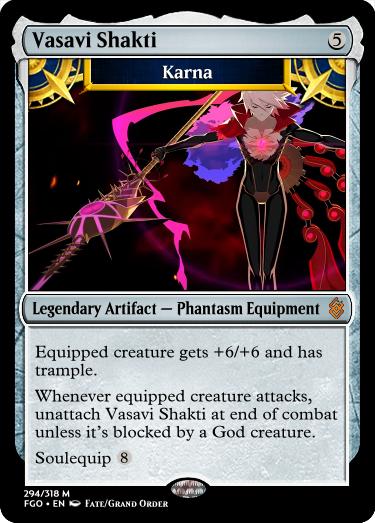 Vasavi Shakti 5
Karna
Legendary Artifact — Phantasm Equipment
Equipped creature gets +6/+6 and has
trample.
Whenever equipped creature attacks,
unattach Vasavi Shakti at end of combat
unless it's blocked by a God creature.
Soulequip 8
294/318 M
FGO • EN Fate/Grand Order